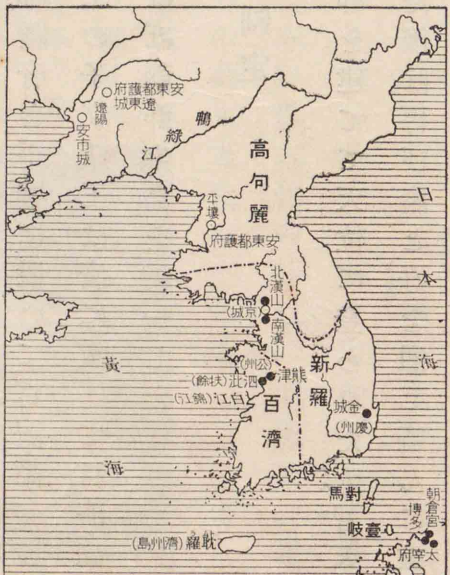 安東都護府
遼東城
遼陽
安市城
鴨綠江
高句麗
平壤
安東都護府
日本海
北漢山
(京城)
南漢山
新羅
(公州)
熊津
泗沘(扶餘)
白江(錦江)
百濟
金城
(慶州)
黃海
對馬
壹岐
朝倉宮
博多
太宰府
耽羅(濟州島)